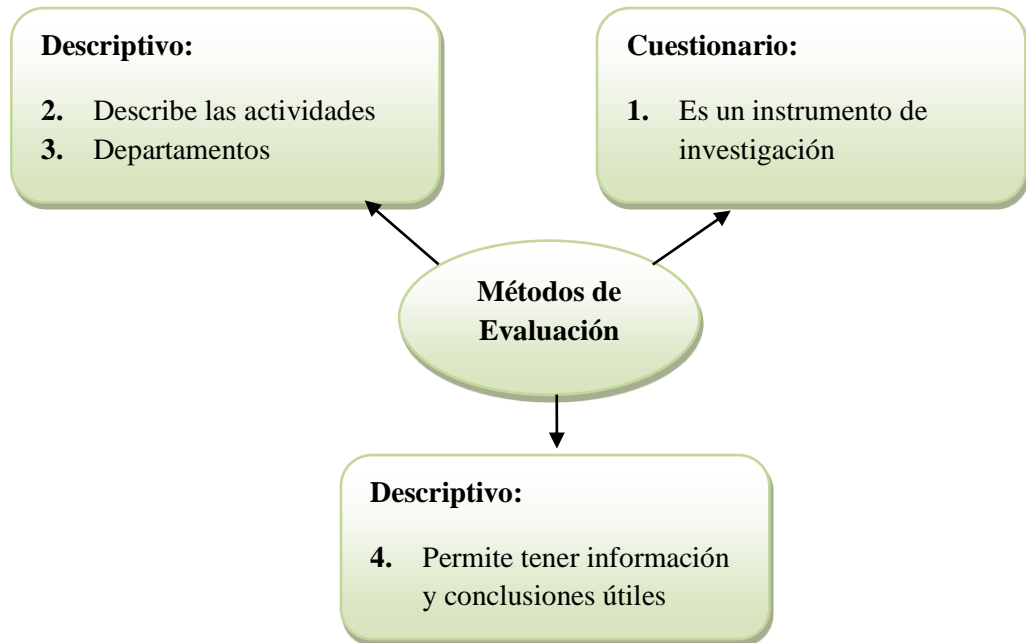 Descriptivo:
2. Describe las actividades
3. Departamentos
Cuestionario:
1. Es un instrumento de
investigación
Métodos de
Evaluación
Descriptivo:
4. Permite tener información
y conclusiones útiles